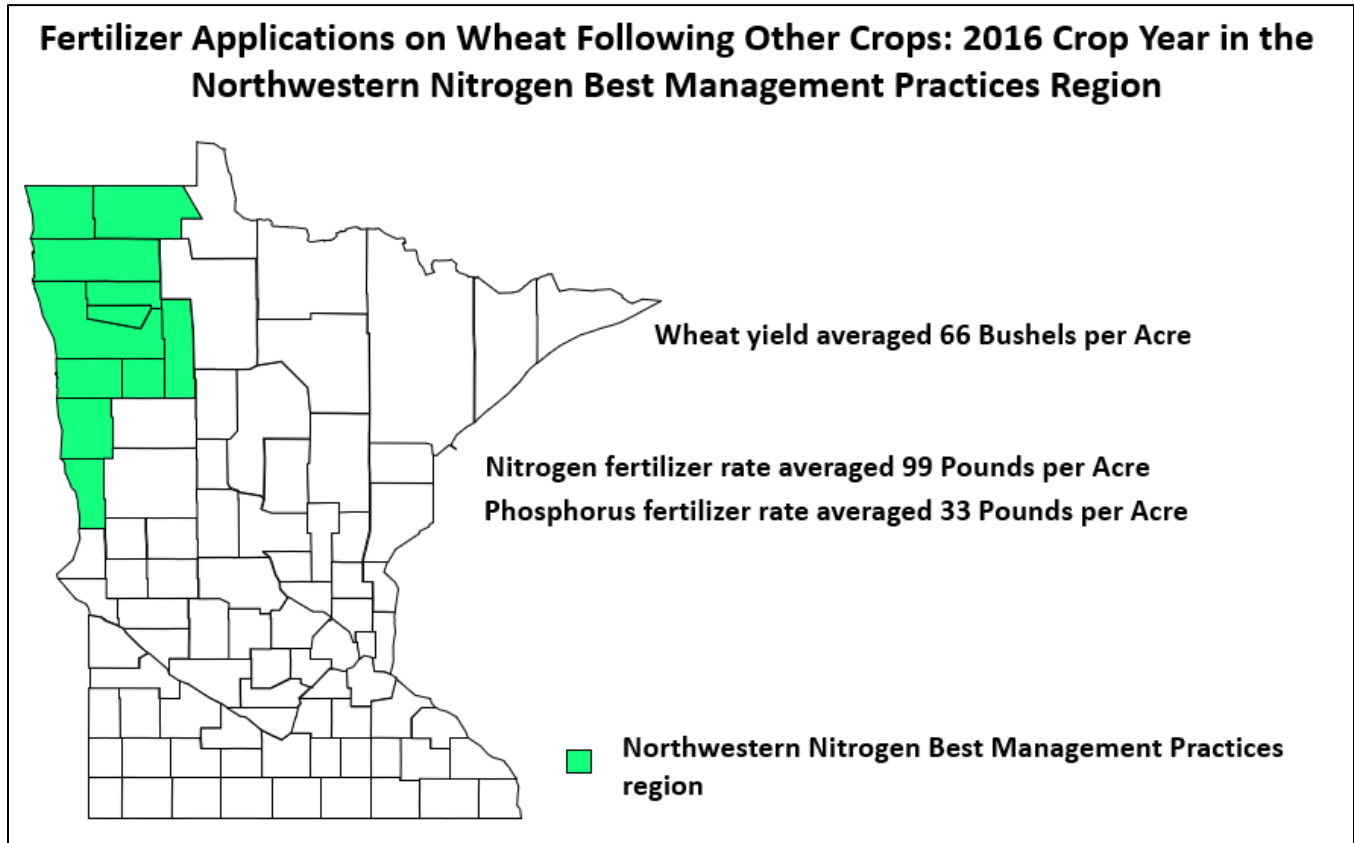 Fertilizer Applications on Wheat Following Other Crops: 2016 Crop Year in the
Northwestern Nitrogen Best Management Practices Region
Wheat yield averaged 66 Bushels per Acre
Nitrogen fertilizer rate averaged 99 Pounds per Acre
Phosphorus fertilizer rate averaged 33 Pounds per Acre
Northwestern Nitrogen Best Management Practices
region